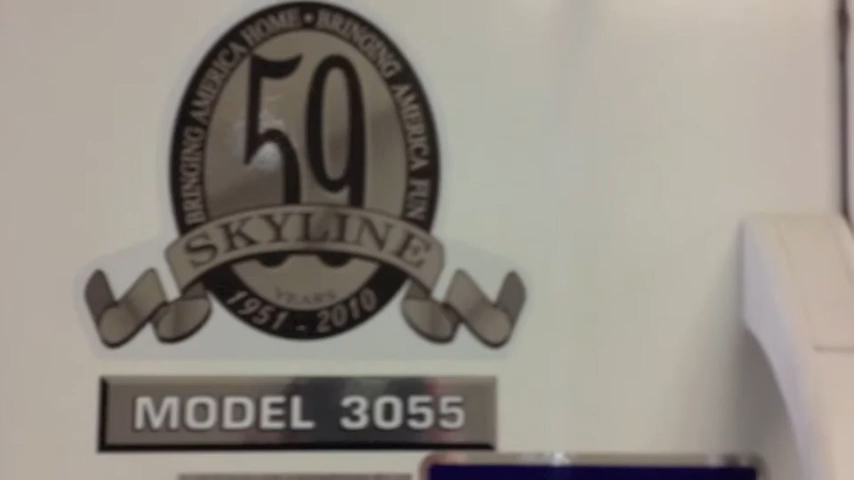 BRINGING AMERICA HOME • BRINGING AMERICA FUN
59
SKYLINE
YEARS
1951 - 2010
MODEL 3055